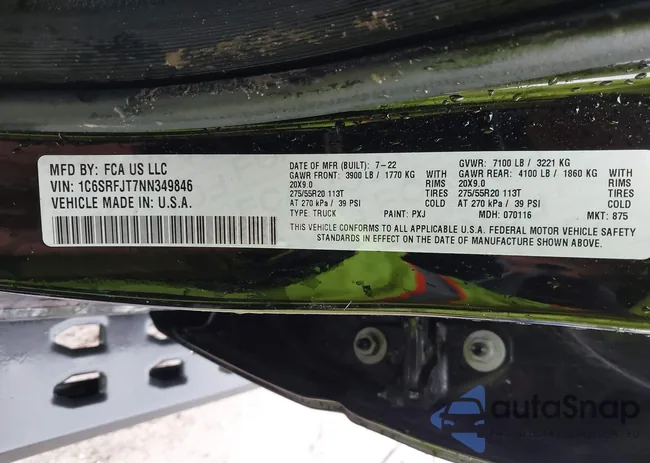 MFD BY: FCA US LLC
VIN: 1C6SRFJT7NN349846
VEHICLE MADE IN: U.S.A.
DATE OF MFR (BUILT): 7-22
GAWR FRONT: 3900 LB / 1770 KG WITH
20X9.0 RIMS
275/55R20 113T TIRES
AT 270 kPa / 39 PSI COLD
TYPE: TRUCK PAINT: PXJ
GVWR: 7100 LB / 3221 KG
GAWR REAR: 4100 LB / 1860 KG WITH
20X9.0 RIMS
275/55R20 113T TIRES
AT 270 kPa / 39 PSI COLD
MDH: 070116 MKT: 875
THIS VEHICLE CONFORMS TO ALL APPLICABLE U.S.A. FEDERAL MOTOR VEHICLE SAFETY
STANDARDS IN EFFECT ON THE DATE OF MANUFACTURE SHOWN ABOVE.
autoSnap